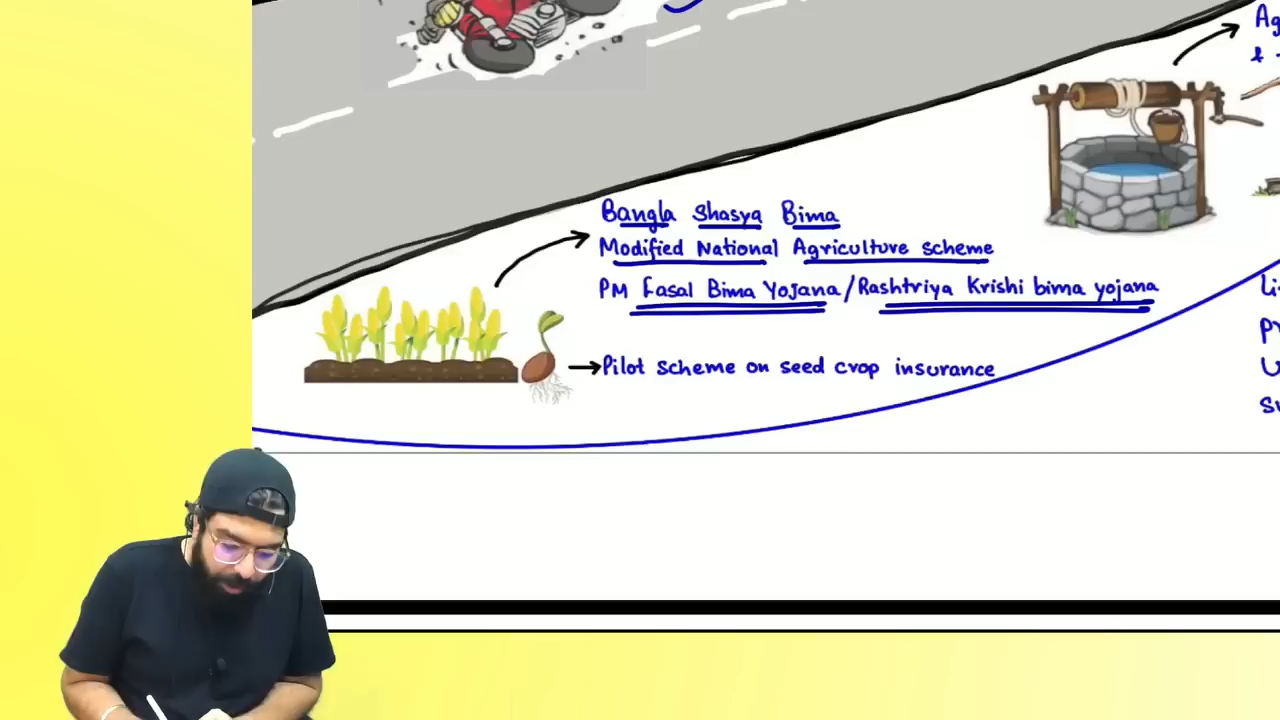 Bangla Shasya Bima
Modified National Agriculture scheme
PM Fasal Bima Yojana/Rashtriya Krishi bima yojana
→Pilot scheme on seed crop insurance